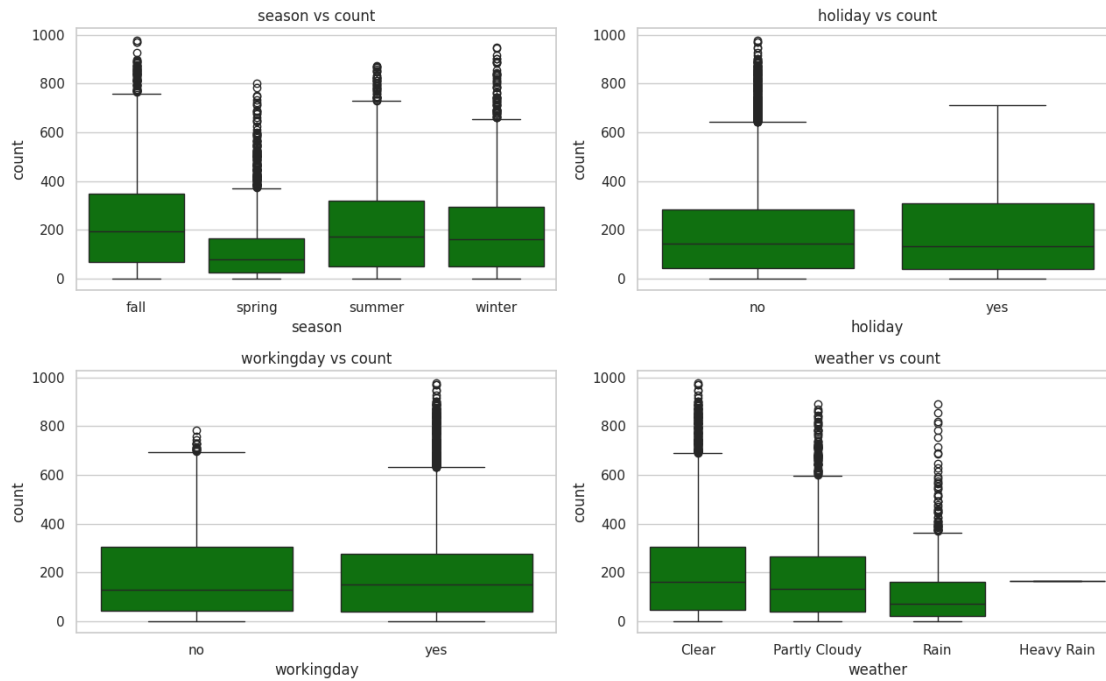 season vs count
1000
800
600
400
200
0
count
fall spring summer winter
season
holiday vs count
1000
800
600
400
200
0
count
no yes
holiday
workingday vs count
1000
800
600
400
200
0
count
no yes
workingday
weather vs count
1000
800
600
400
200
0
count
Clear Partly Cloudy Rain Heavy Rain
weather